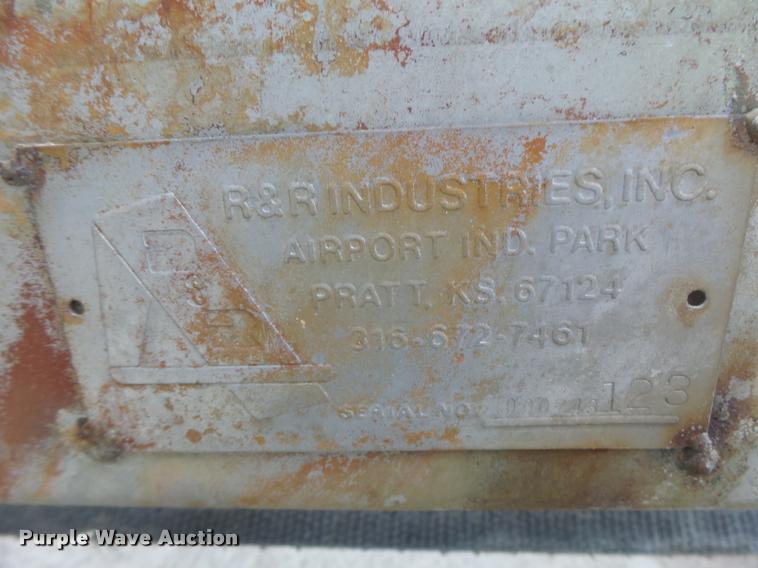 R&R INDUSTRIES, INC.
AIRPORT IND. PARK
PRATT, KS. 67124
316-672-7461
SERIAL NO. 123
R
&
R
Purple Wave Auction®